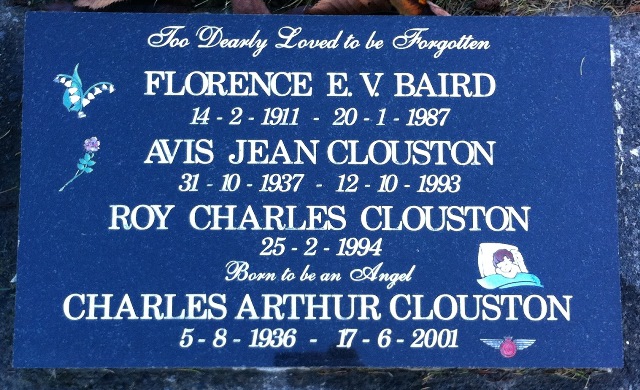 Too Dearly Loved to be Forgotten
FLORENCE E. V. BAIRD
14 - 2 - 1911 - 20 - 1 - 1987
AVIS JEAN CLOUSTON
31 - 10 - 1937 - 12 - 10 - 1993
ROY CHARLES CLOUSTON
25 - 2 - 1994
Born to be an Angel
CHARLES ARTHUR CLOUSTON
5 - 8 - 1936 - 17 - 6 - 2001